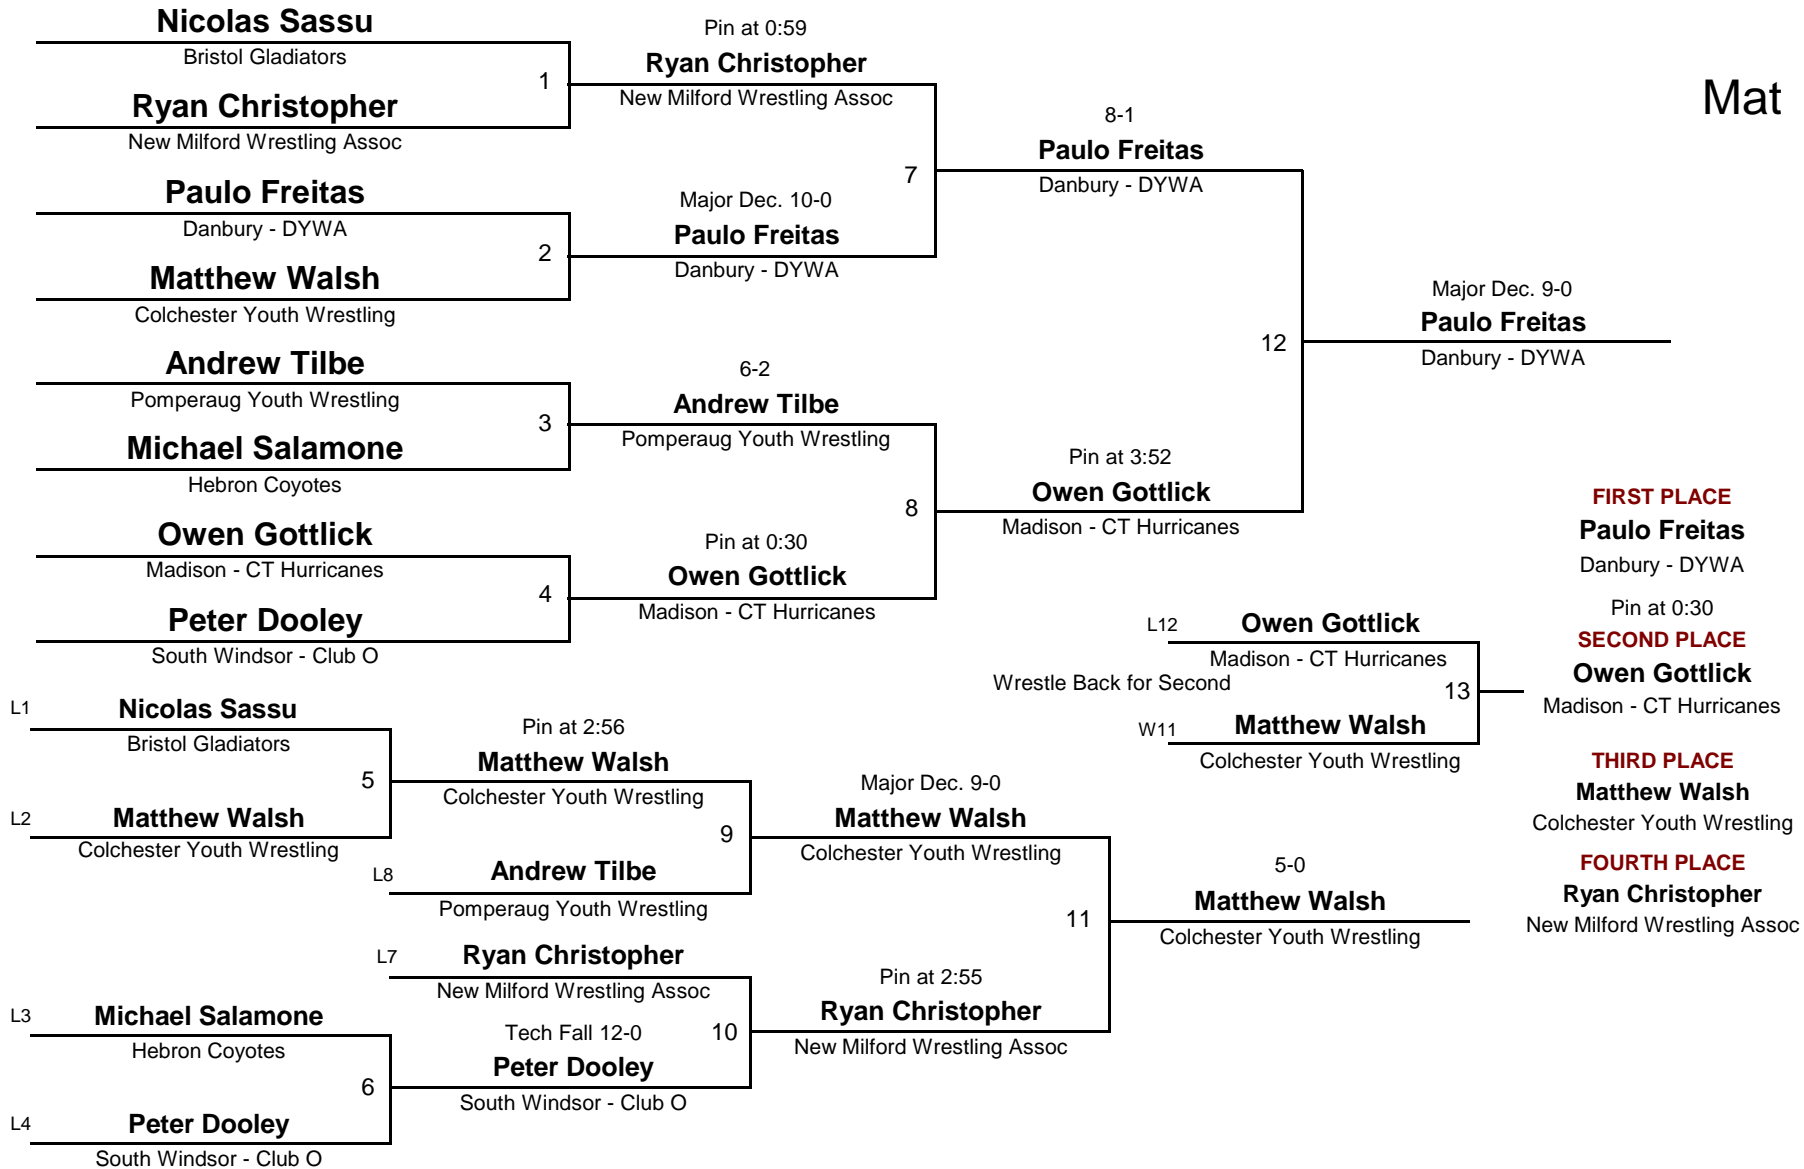 Nicolas Sassu
Bristol Gladiators
1
Ryan Christopher
New Milford Wrestling Assoc
Pin at 0:59
Ryan Christopher
New Milford Wrestling Assoc
Mat
Paulo Freitas
Danbury - DYWA
2
Matthew Walsh
Colchester Youth Wrestling
Major Dec. 10-0
Paulo Freitas
Danbury - DYWA
7
8-1
Paulo Freitas
Danbury - DYWA
Andrew Tilbe
Pomperaug Youth Wrestling
3
Michael Salamone
Hebron Coyotes
6-2
Andrew Tilbe
Pomperaug Youth Wrestling
12
Major Dec. 9-0
Paulo Freitas
Danbury - DYWA
Owen Gottlick
Madison - CT Hurricanes
4
Peter Dooley
South Windsor - Club O
Pin at 0:30
Owen Gottlick
Madison - CT Hurricanes
8
Pin at 3:52
Owen Gottlick
Madison - CT Hurricanes
FIRST PLACE
Paulo Freitas
Danbury - DYWA
Pin at 0:30
SECOND PLACE
Owen Gottlick
Madison - CT Hurricanes
THIRD PLACE
Matthew Walsh
Colchester Youth Wrestling
FOURTH PLACE
Ryan Christopher
New Milford Wrestling Assoc
L12
Owen Gottlick
Madison - CT Hurricanes
Wrestle Back for Second
13
W11
Matthew Walsh
Colchester Youth Wrestling
L1
Nicolas Sassu
Bristol Gladiators
5
L2
Matthew Walsh
Colchester Youth Wrestling
Pin at 2:56
Matthew Walsh
Colchester Youth Wrestling
9
L8
Andrew Tilbe
Pomperaug Youth Wrestling
Major Dec. 9-0
Matthew Walsh
Colchester Youth Wrestling
11
5-0
Matthew Walsh
Colchester Youth Wrestling
L7
Ryan Christopher
New Milford Wrestling Assoc
10
Pin at 2:55
Ryan Christopher
New Milford Wrestling Assoc
L3
Michael Salamone
Hebron Coyotes
6
Tech Fall 12-0
Peter Dooley
South Windsor - Club O
L4
Peter Dooley
South Windsor - Club O